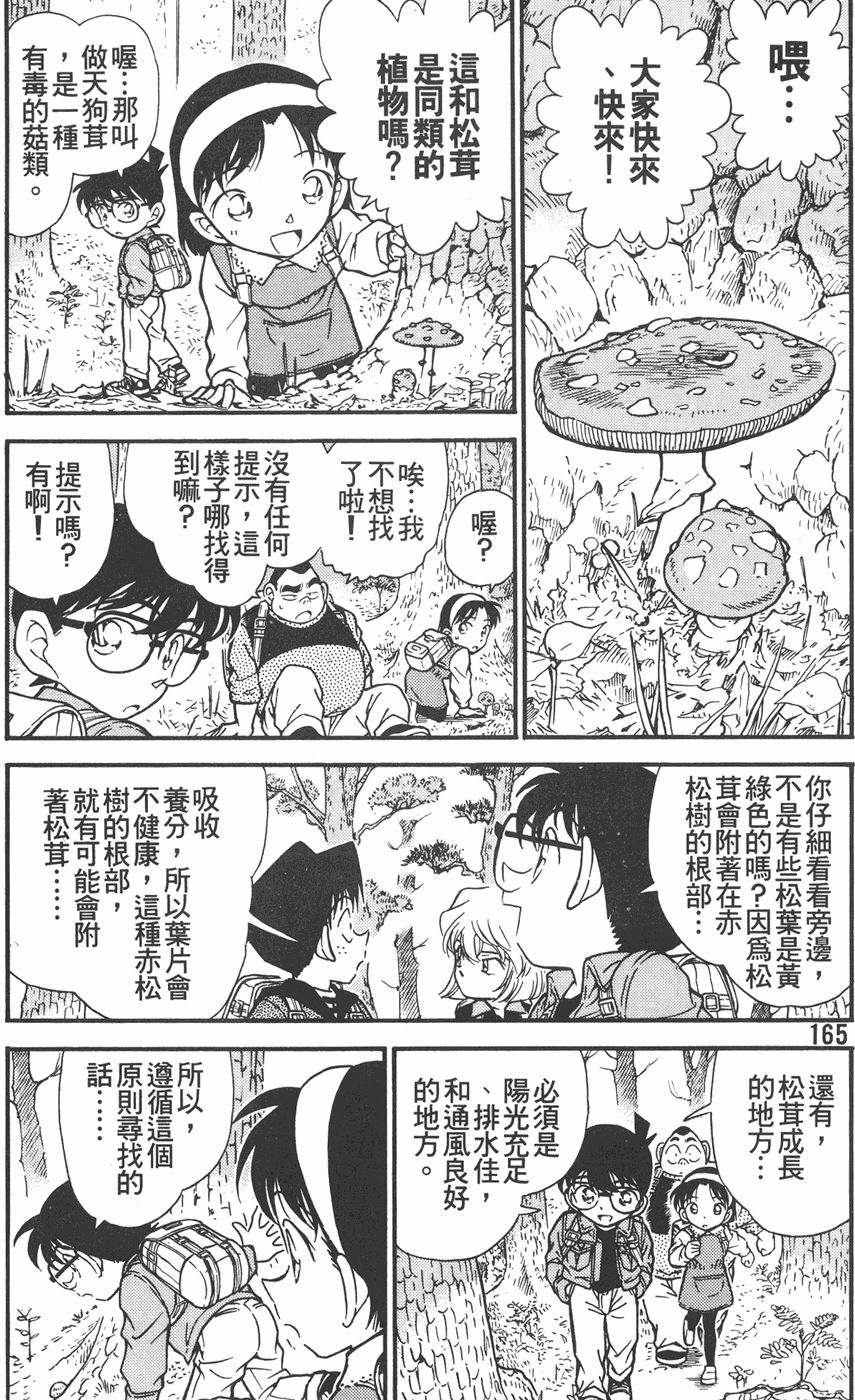 喂…
大家快來
、快來！
這和松茸
是同類的
植物嗎？
喔…那叫
做天狗茸
，是一種
有毒的菇類。
喔？
唉…我
不想找
了啦！
沒有任何
提示，這
樣子哪找得
到嘛？
提示嗎？
有啊！
你仔細看看旁邊，
不是有些松葉是黃
綠色的嗎？因爲松
茸會附著在赤
松樹的根部…
吸收
養分，所以葉片會
不健康，這種赤松
樹的根部，
就有可能會附
著松茸……
165
還有，
松茸成長
的地方…
必須是
陽光充足
、排水佳，
和通風良好
的地方。
所以，
遵循這個
原則尋找的
話……